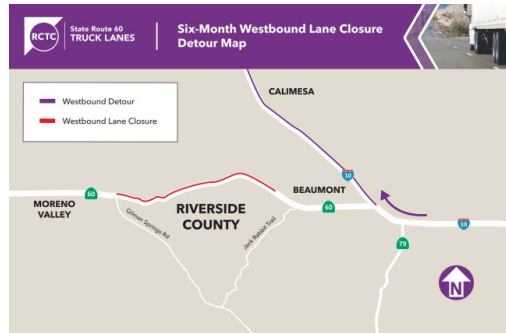 RCTC
State Route 60
TRUCK LANES
Six-Month Westbound Lane Closure
Detour Map
Westbound Detour
Westbound Lane Closure
CALIMESA
10
BEAUMONT
60
MORENO
VALLEY
60
RIVERSIDE
COUNTY
Gilman Springs Rd
Jack Rabbit Trail
10
79
N